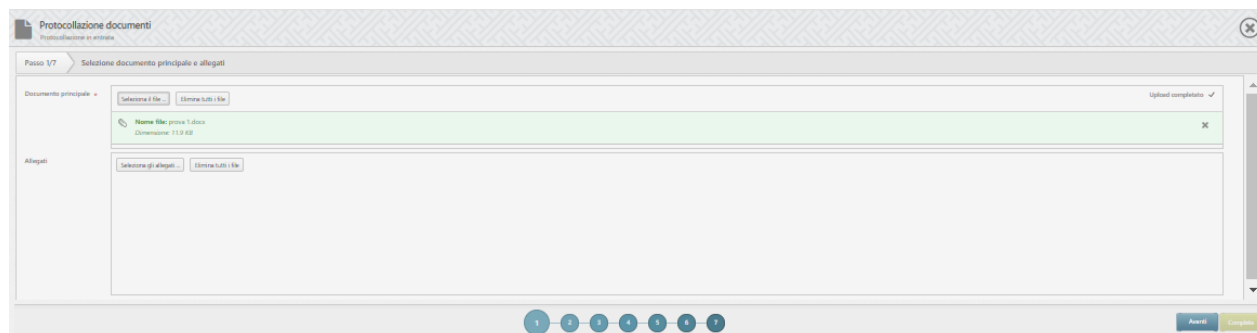 Protocollazione documenti
Protocollazione in entrata
Passo 1/7 Selezione documento principale e allegati
Documento principale *
Seleziona il file ... Elimina tutti i file
Upload completato
Nome file: prova 1.docx
Dimensione: 11.9 KB
Allegati
Seleziona gli allegati ... Elimina tutti i file
1 2 3 4 5 6 7
Avanti Completa